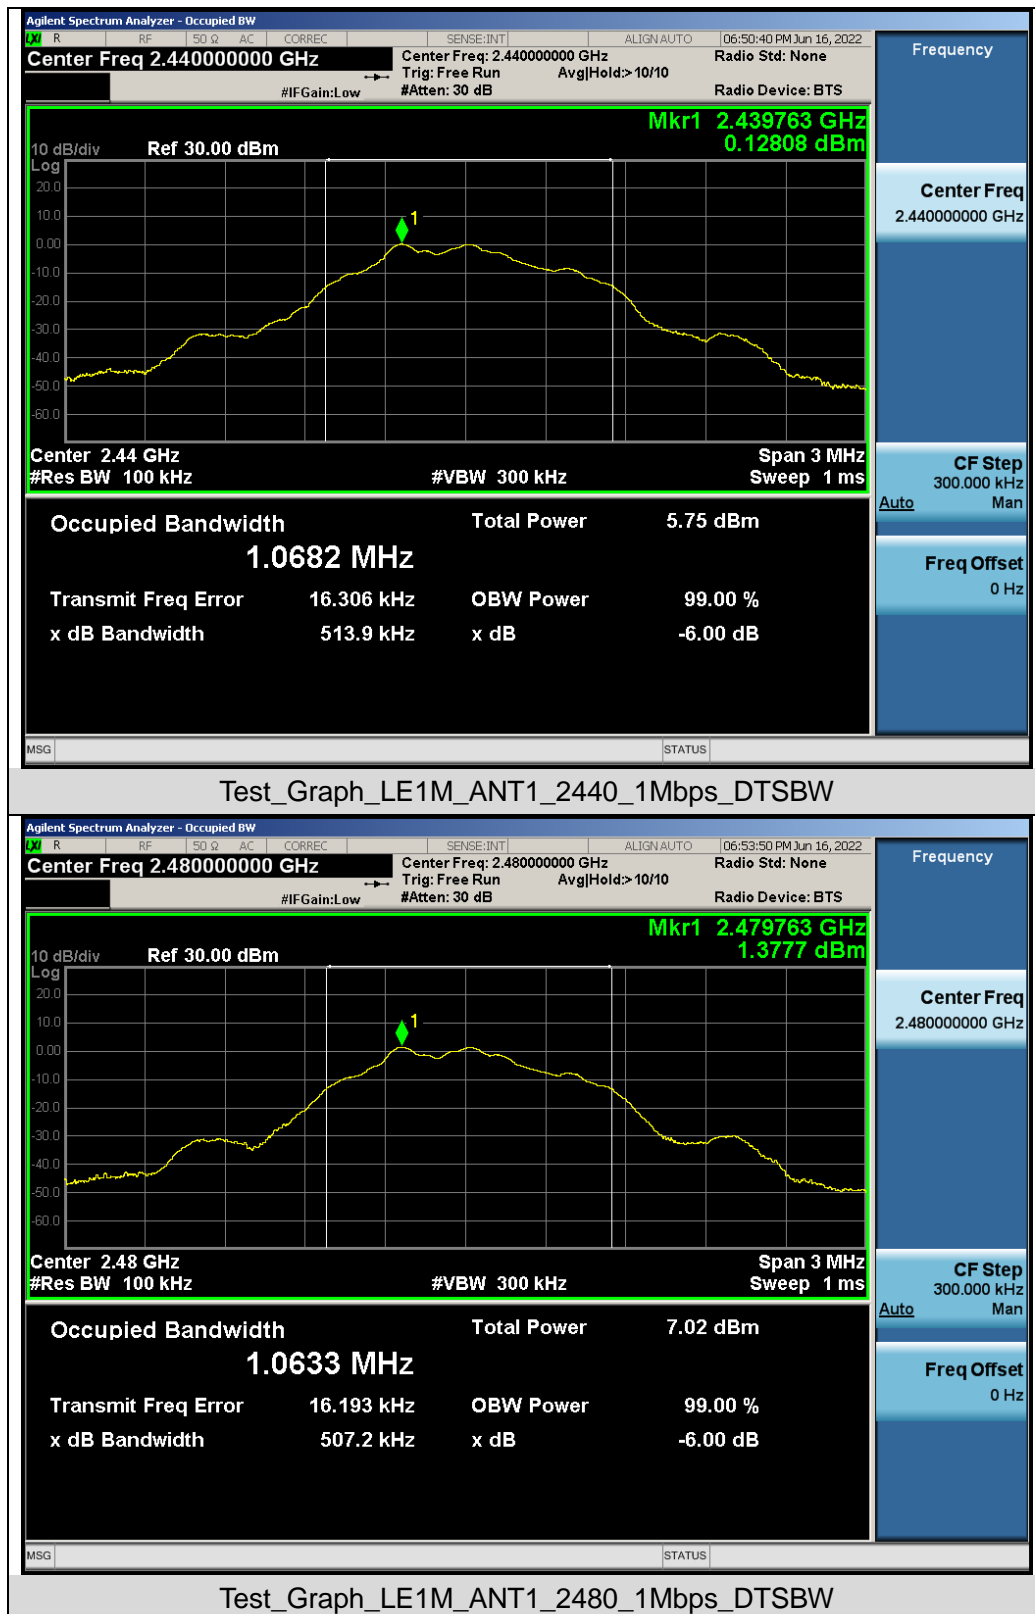 Agilent Spectrum Analyzer - Occupied BW
LXI R RF 50 Ω AC CORREC SENSE:INT ALIGN AUTO 06:50:40 PM Jun 16, 2022
Center Freq 2.440000000 GHz Center Freq: 2.440000000 GHz Radio Std: None
Trig: Free Run Avg|Hold:> 10/10
#IFGain:Low #Atten: 30 dB Radio Device: BTS
Frequency
Mkr1 2.439763 GHz
0.12808 dBm
10 dB/div Ref 30.00 dBm
Log
20.0
10.0
0.00
-10.0
-20.0
-30.0
-40.0
-50.0
-60.0
1
Center 2.44 GHz Span 3 MHz
#Res BW 100 kHz #VBW 300 kHz Sweep 1 ms
Center Freq
2.440000000 GHz
CF Step
300.000 kHz
Auto Man
Freq Offset
0 Hz
Occupied Bandwidth Total Power 5.75 dBm
1.0682 MHz
Transmit Freq Error 16.306 kHz OBW Power 99.00 %
x dB Bandwidth 513.9 kHz x dB -6.00 dB
MSG STATUS
Test_Graph_LE1M_ANT1_2440_1Mbps_DTSBW
Agilent Spectrum Analyzer - Occupied BW
LXI R RF 50 Ω AC CORREC SENSE:INT ALIGN AUTO 06:53:50 PM Jun 16, 2022
Center Freq 2.480000000 GHz Center Freq: 2.480000000 GHz Radio Std: None
Trig: Free Run Avg|Hold:> 10/10
#IFGain:Low #Atten: 30 dB Radio Device: BTS
Frequency
Mkr1 2.479763 GHz
1.3777 dBm
10 dB/div Ref 30.00 dBm
Log
20.0
10.0
0.00
-10.0
-20.0
-30.0
-40.0
-50.0
-60.0
1
Center 2.48 GHz Span 3 MHz
#Res BW 100 kHz #VBW 300 kHz Sweep 1 ms
Center Freq
2.480000000 GHz
CF Step
300.000 kHz
Auto Man
Freq Offset
0 Hz
Occupied Bandwidth Total Power 7.02 dBm
1.0633 MHz
Transmit Freq Error 16.193 kHz OBW Power 99.00 %
x dB Bandwidth 507.2 kHz x dB -6.00 dB
MSG STATUS
Test_Graph_LE1M_ANT1_2480_1Mbps_DTSBW